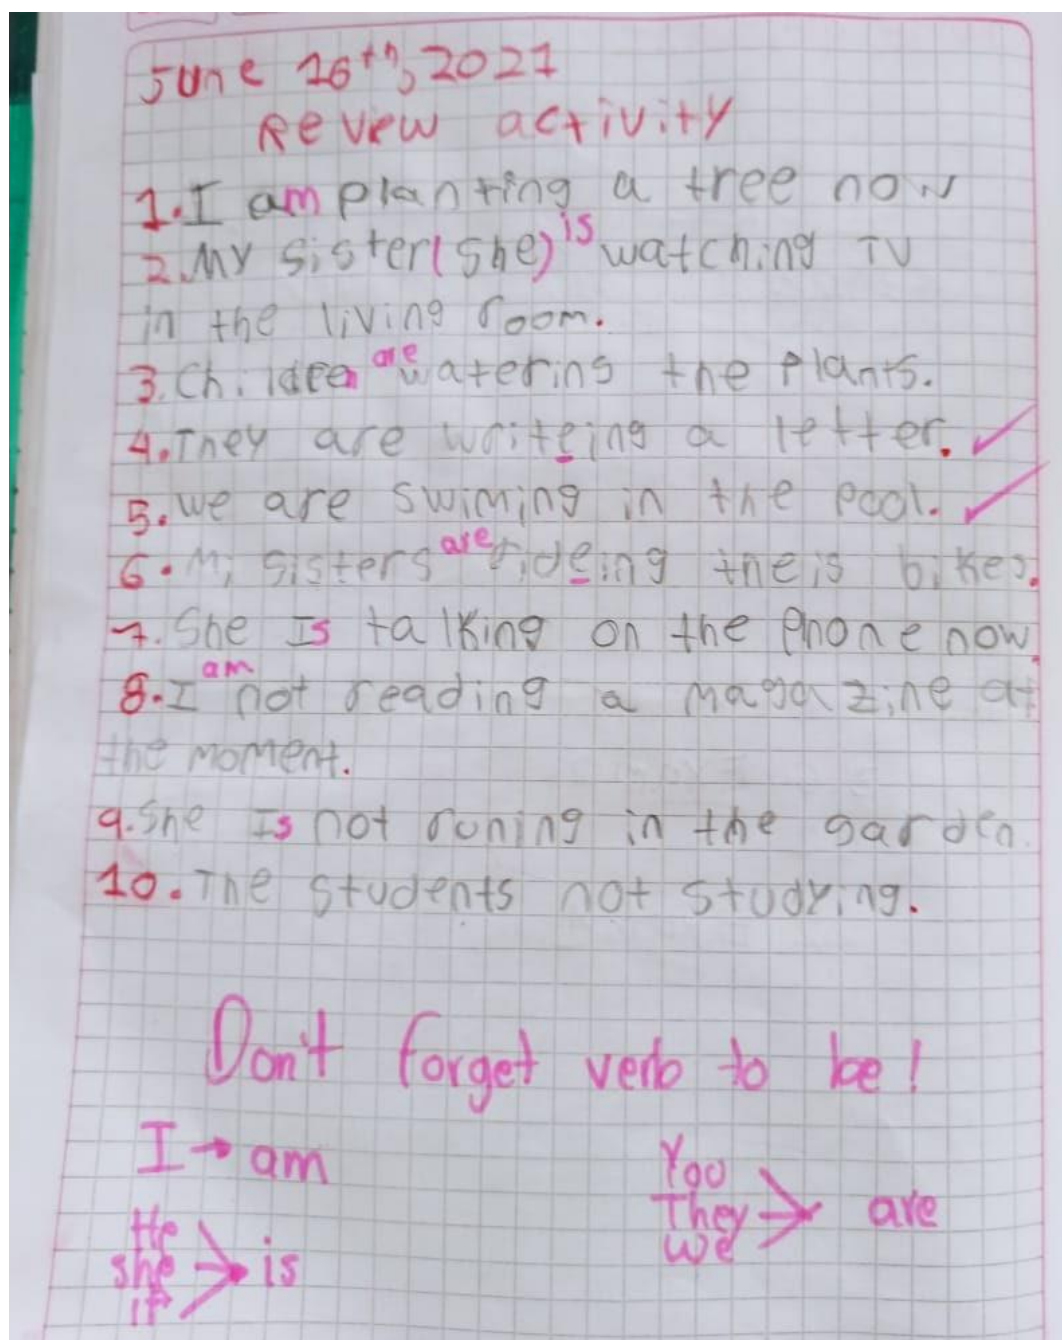 June 16th, 2021
Review activity
1. I am planting a tree now
2. My sister (she) is watching TV
in the living room.
3. Children are watering the plants.
4. They are writeing a letter.
5. we are swiming in the pool.
6. Mi sisters are rideing theis bikes.
7. She Is talking on the phone now.
8. I am not reading a magazine at
the moment.
9. She Is not runing in the garden.
10. The students not studying.
Don't forget verb to be!
I → am
You
They
We
are
He
she
it
is